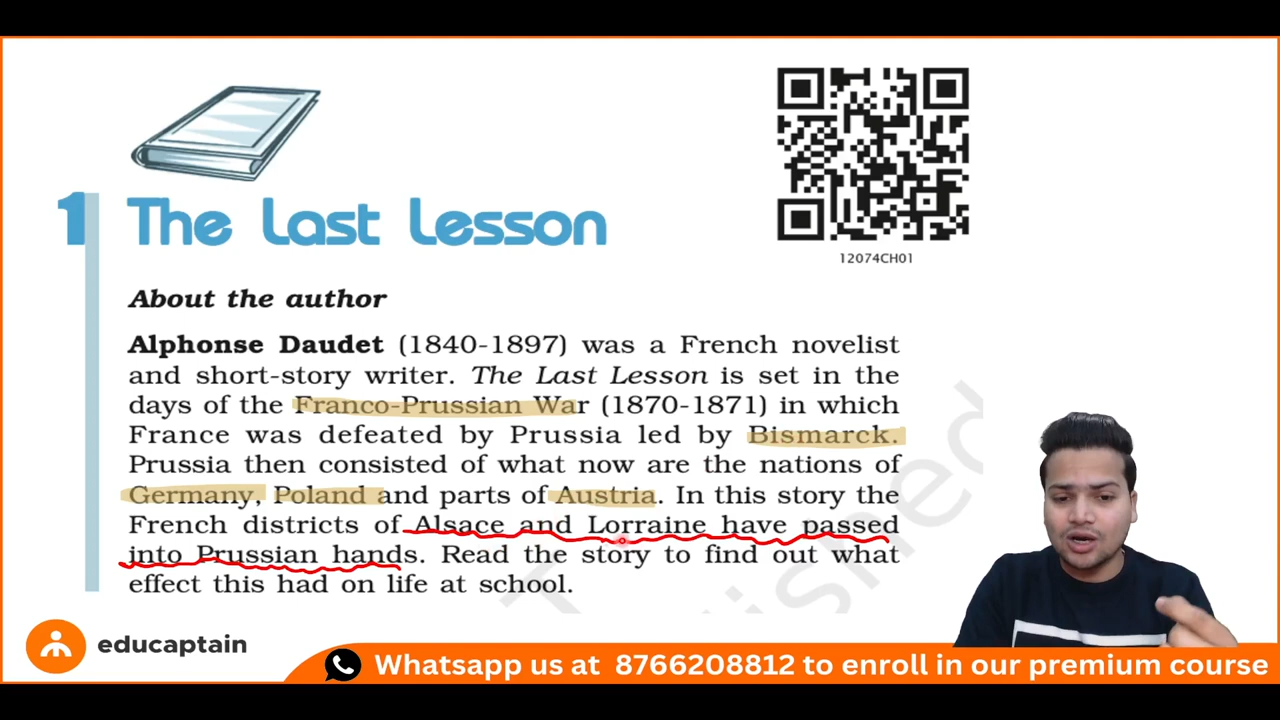 12074CH01
1 The Last Lesson
About the author
Alphonse Daudet (1840-1897) was a French novelist
and short-story writer. The Last Lesson is set in the
days of the Franco-Prussian War (1870-1871) in which
France was defeated by Prussia led by Bismarck.
Prussia then consisted of what now are the nations of
Germany, Poland and parts of Austria. In this story the
French districts of Alsace and Lorraine have passed
into Prussian hands. Read the story to find out what
effect this had on life at school.
educaptain
Whatsapp us at 8766208812 to enroll in our premium course